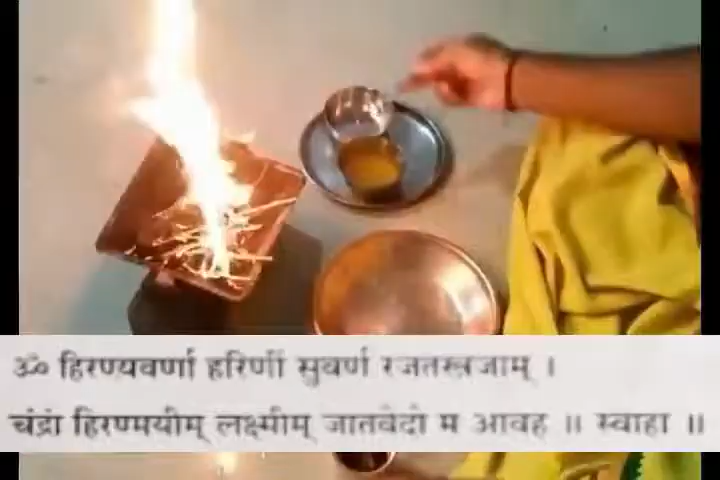 ॐ हिरण्यवर्णां हरिणीं सुवर्ण रजतस्त्रजाम् ।
चंद्रां हिरण्मयीम् लक्ष्मीम् जातवेदो म आवह ॥ स्वाहा ॥